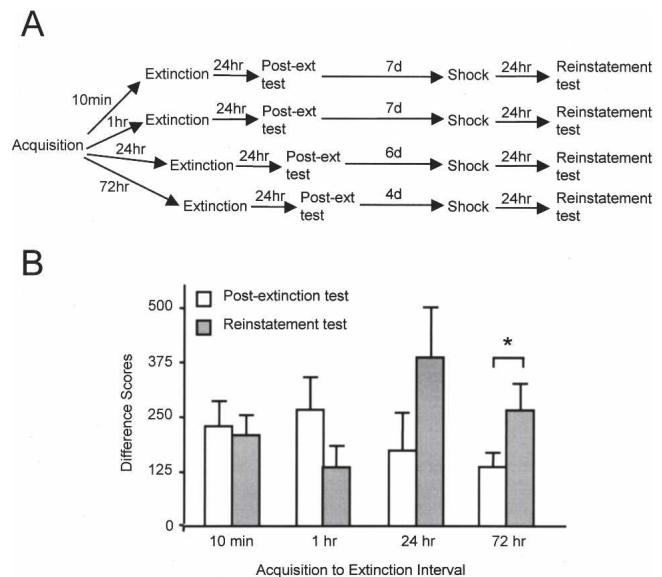 A
10min
Extinction 24hr Post-ext test 7d Shock 24hr Reinstatement test
1hr
Extinction 24hr Post-ext test 7d Shock 24hr Reinstatement test
Acquisition
24hr
Extinction 24hr Post-ext test 6d Shock 24hr Reinstatement test
72hr
Extinction 24hr Post-ext test 4d Shock 24hr Reinstatement test
B
Post-extinction test
Reinstatement test
500
375
250
125
0
Difference Scores
*
10 min 1 hr 24 hr 72 hr
Acquisition to Extinction Interval